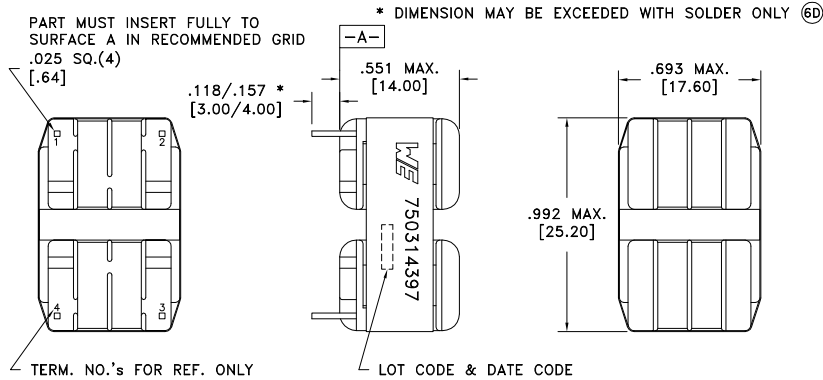 * DIMENSION MAY BE EXCEEDED WITH SOLDER ONLY 6D
PART MUST INSERT FULLY TO
SURFACE A IN RECOMMENDED GRID
.025 SQ.(4)
[.64]
-A-
.118/.157 *
[3.00/4.00]
.551 MAX.
[14.00]
.693 MAX.
[17.60]
1
2
WE 750314397
.992 MAX.
[25.20]
4
3
TERM. NO.'s FOR REF. ONLY
LOT CODE & DATE CODE